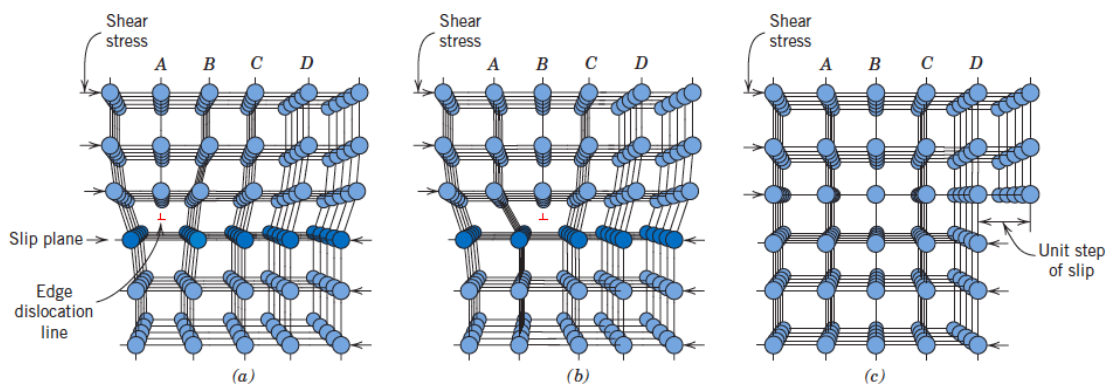 Shear
stress
A B C D
Slip plane
Edge
dislocation
line
(a)
Shear
stress
A B C D
(b)
Shear
stress
A B C D
Unit step
of slip
(c)